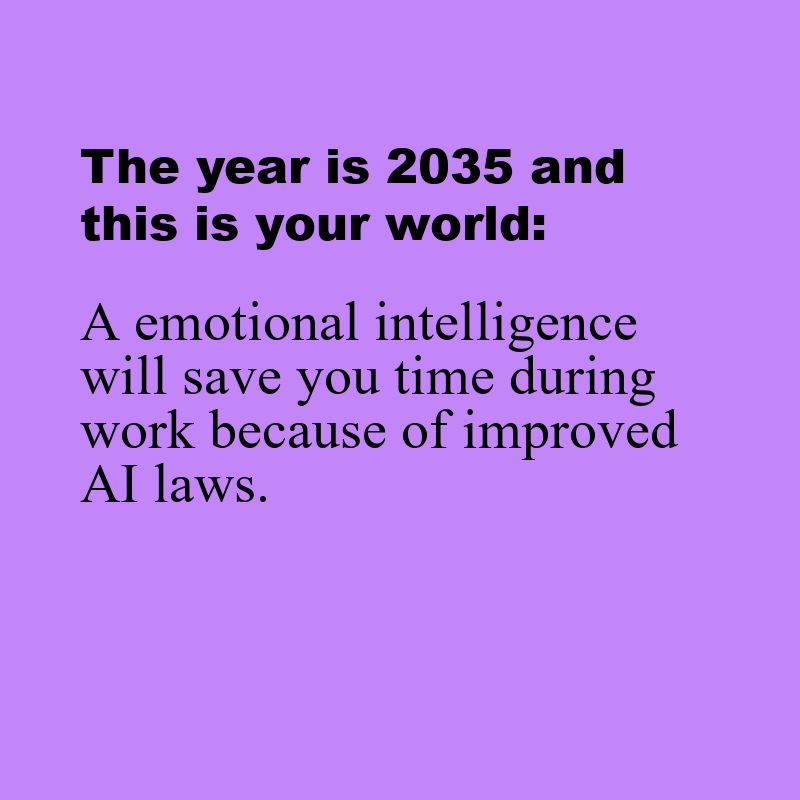 The year is 2035 and
this is your world:
A emotional intelligence
will save you time during
work because of improved
AI laws.